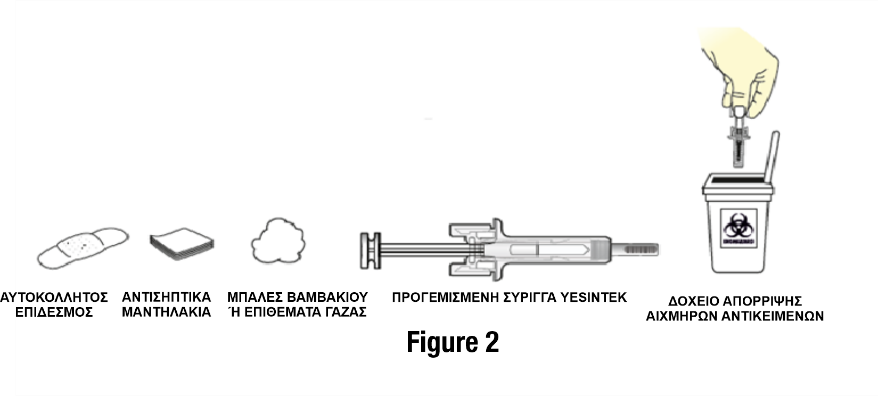 ΑΥΤΟΚΟΛΛΗΤΟΣ
ΕΠΙΔΕΣΜΟΣ
ΑΝΤΙΣΗΠΤΙΚΑ
ΜΑΝΤΗΛΑΚΙΑ
ΜΠΑΛΕΣ ΒΑΜΒΑΚΙΟΥ
Ή ΕΠΙΘΕΜΑΤΑ ΓΑΖΑΣ
ΠΡΟΓΕΜΙΣΜΕΝΗ ΣΥΡΙΓΓΑ YESINTEK
ΔΟΧΕΙΟ ΑΠΟΡΡΙΨΗΣ
ΑΙΧΜΗΡΩΝ ΑΝΤΙΚΕΙΜΕΝΩΝ
Figure 2